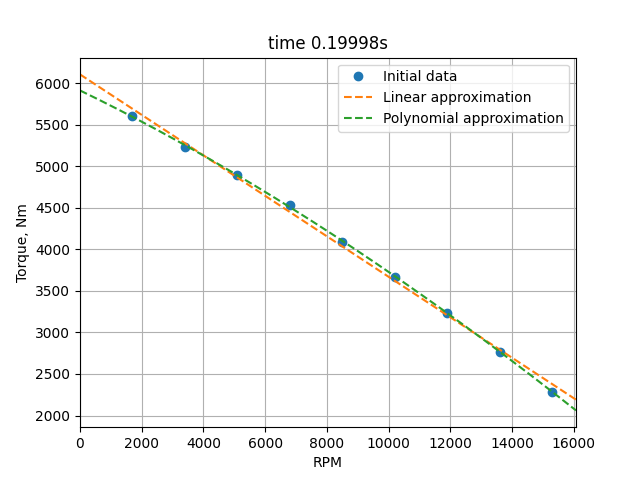 time 0.19998s
Initial data
Linear approximation
Polynomial approximation
Torque, Nm
6000
5500
5000
4500
4000
3500
3000
2500
2000
0 2000 4000 6000 8000 10000 12000 14000 16000
RPM